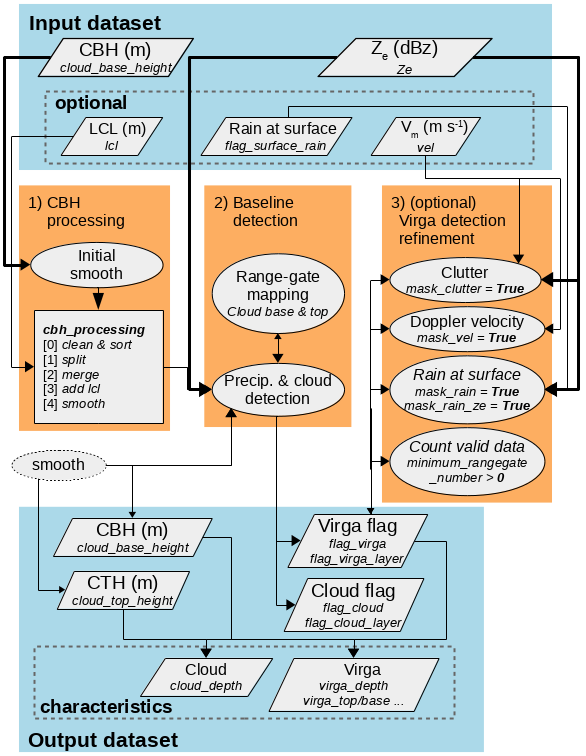 Input dataset
CBH (m)
cloud_base_height
Ze (dBz)
Ze
optional
LCL (m)
lcl
Rain at surface
flag_surface_rain
Vm (m s-1)
vel
1) CBH
processing
Initial
smooth
cbh_processing
[0] clean & sort
[1] split
[2] merge
[3] add lcl
[4] smooth
2) Baseline
detection
Range-gate
mapping
Cloud base & top
Precip. & cloud
detection
3) (optional)
Virga detection
refinement
Clutter
mask_clutter = True
Doppler velocity
mask_vel = True
Rain at surface
mask_rain = True
mask_rain_ze = True
Count valid data
minimum_rangegate
_number > 0
smooth
CBH (m)
cloud_base_height
CTH (m)
cloud_top_height
Virga flag
flag_virga
flag_virga_layer
Cloud flag
flag_cloud
flag_cloud_layer
Cloud
cloud_depth
Virga
virga_depth
virga_top/base ...
characteristics
Output dataset